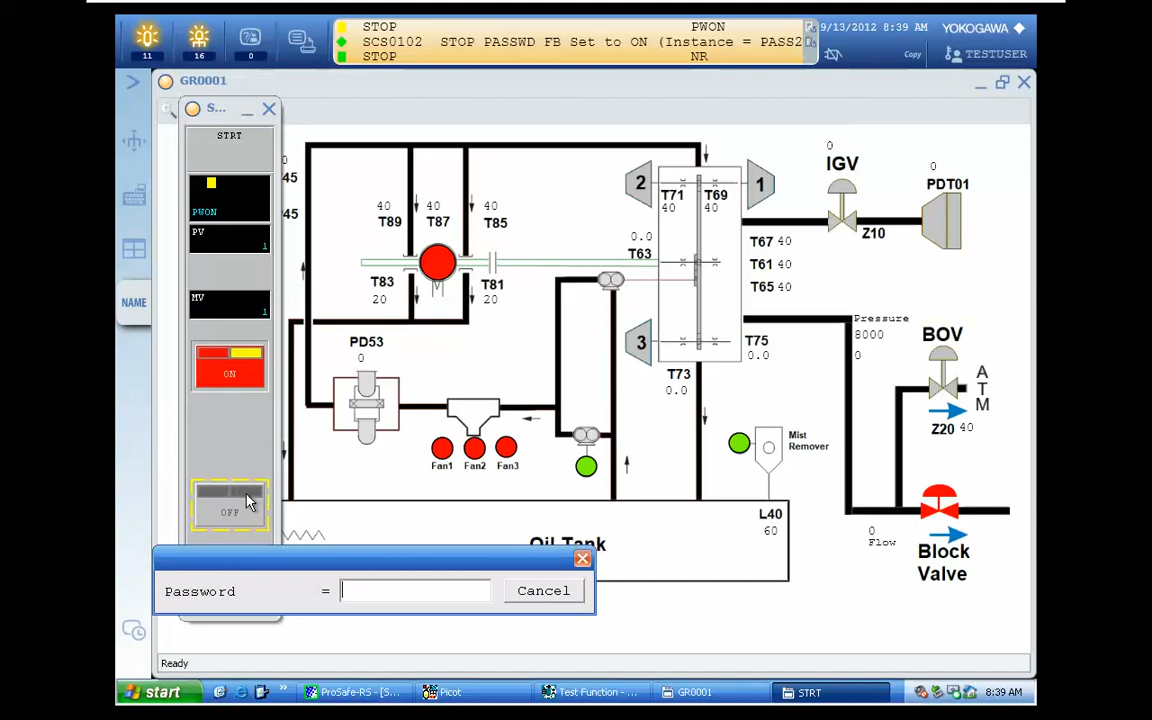 STOP PWON
SCS0102 STOP PASSWD FB Set to ON (Instance = PASS2
STOP NR
11
16
0
9/13/2012 8:39 AM
YOKOGAWA
Copy
TESTUSER
GR0001
S...
STRT
PWON
PV
1
MV
1
ON
OFF
NAME
0
45
45
40
T89
40
T87
40
T85
T83
20
T81
20
M
PD53
0
Fan1
Fan2
Fan3
2
1
3
T71
40
T69
40
0.0
T63
T67 40
T61 40
T65 40
T75
0.0
T73
0.0
0
IGV
Z10
0
PDT01
Pressure
8000
0
BOV
A
T
M
Z20 40
Mist
Remover
0
Flow
Block
Valve
L40
60
Oil Tank
Password =
Cancel
Ready
start
ProSafe-RS - [S...
Picot
Test Function - ...
GR0001
STRT
8:39 AM